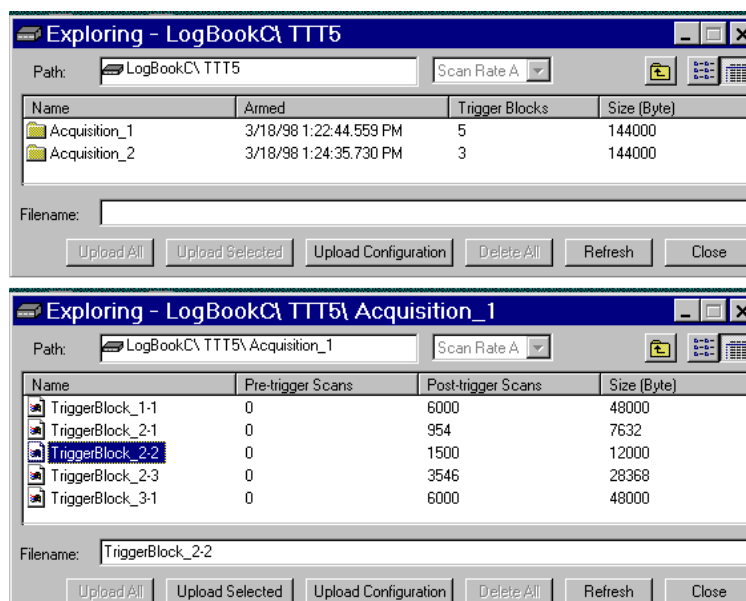 Exploring - LogBookC\ TTT5
Path: LogBookC\ TTT5 Scan Rate A
Name Armed Trigger Blocks Size (Byte)
Acquisition_1 3/18/98 1:22:44.559 PM 5 144000
Acquisition_2 3/18/98 1:24:35.730 PM 3 144000
Filename:
Upload All Upload Selected Upload Configuration Delete All Refresh Close
Exploring - LogBookC\ TTT5\ Acquisition_1
Path: LogBookC\ TTT5\ Acquisition_1 Scan Rate A
Name Pre-trigger Scans Post-trigger Scans Size (Byte)
TriggerBlock_1-1 0 6000 48000
TriggerBlock_2-1 0 954 7632
TriggerBlock_2-2 0 1500 12000
TriggerBlock_2-3 0 3546 28368
TriggerBlock_3-1 0 6000 48000
Filename: TriggerBlock_2-2
Upload All Upload Selected Upload Configuration Delete All Refresh Close